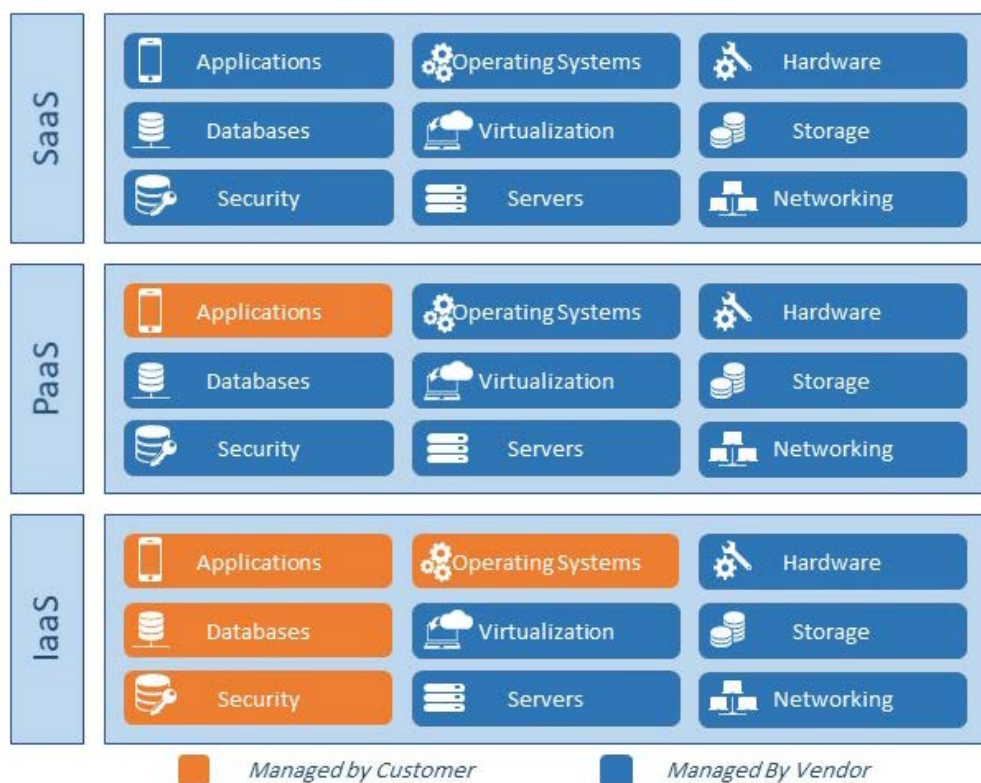 SaaS
Applications
Operating Systems
Hardware
Databases
Virtualization
Storage
Security
Servers
Networking
PaaS
Applications
Operating Systems
Hardware
Databases
Virtualization
Storage
Security
Servers
Networking
IaaS
Applications
Operating Systems
Hardware
Databases
Virtualization
Storage
Security
Servers
Networking
Managed by Customer
Managed By Vendor